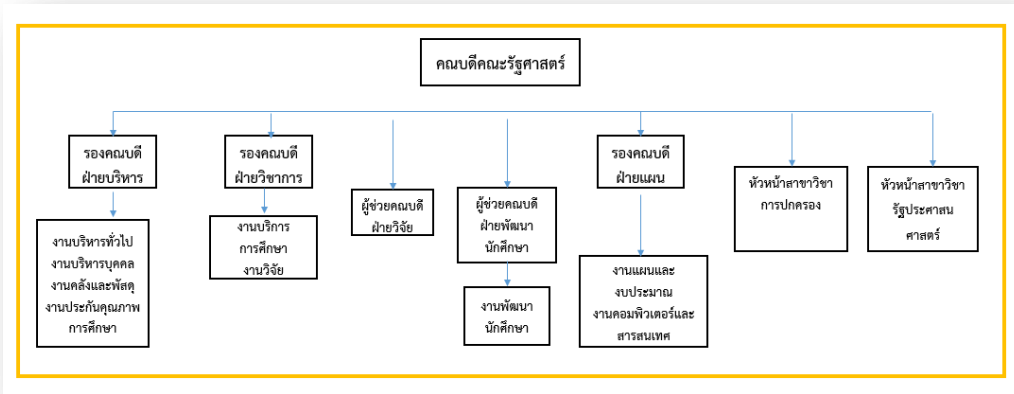 คณบดีคณะรัฐศาสตร์
รองคณบดี
ฝ่ายบริหาร
รองคณบดี
ฝ่ายวิชาการ
ผู้ช่วยคณบดี
ฝ่ายวิจัย
ผู้ช่วยคณบดี
ฝ่ายพัฒนา
นักศึกษา
รองคณบดี
ฝ่ายแผน
หัวหน้าสาขาวิชา
การปกครอง
หัวหน้าสาขาวิชา
รัฐประศาสน
ศาสตร์
งานบริหารทั่วไป
งานบริหารบุคคล
งานคลังและพัสดุ
งานประกันคุณภาพ
การศึกษา
งานบริการ
การศึกษา
งานวิจัย
งานพัฒนา
นักศึกษา
งานแผนและ
งบประมาณ
งานคอมพิวเตอร์และ
สารสนเทศ